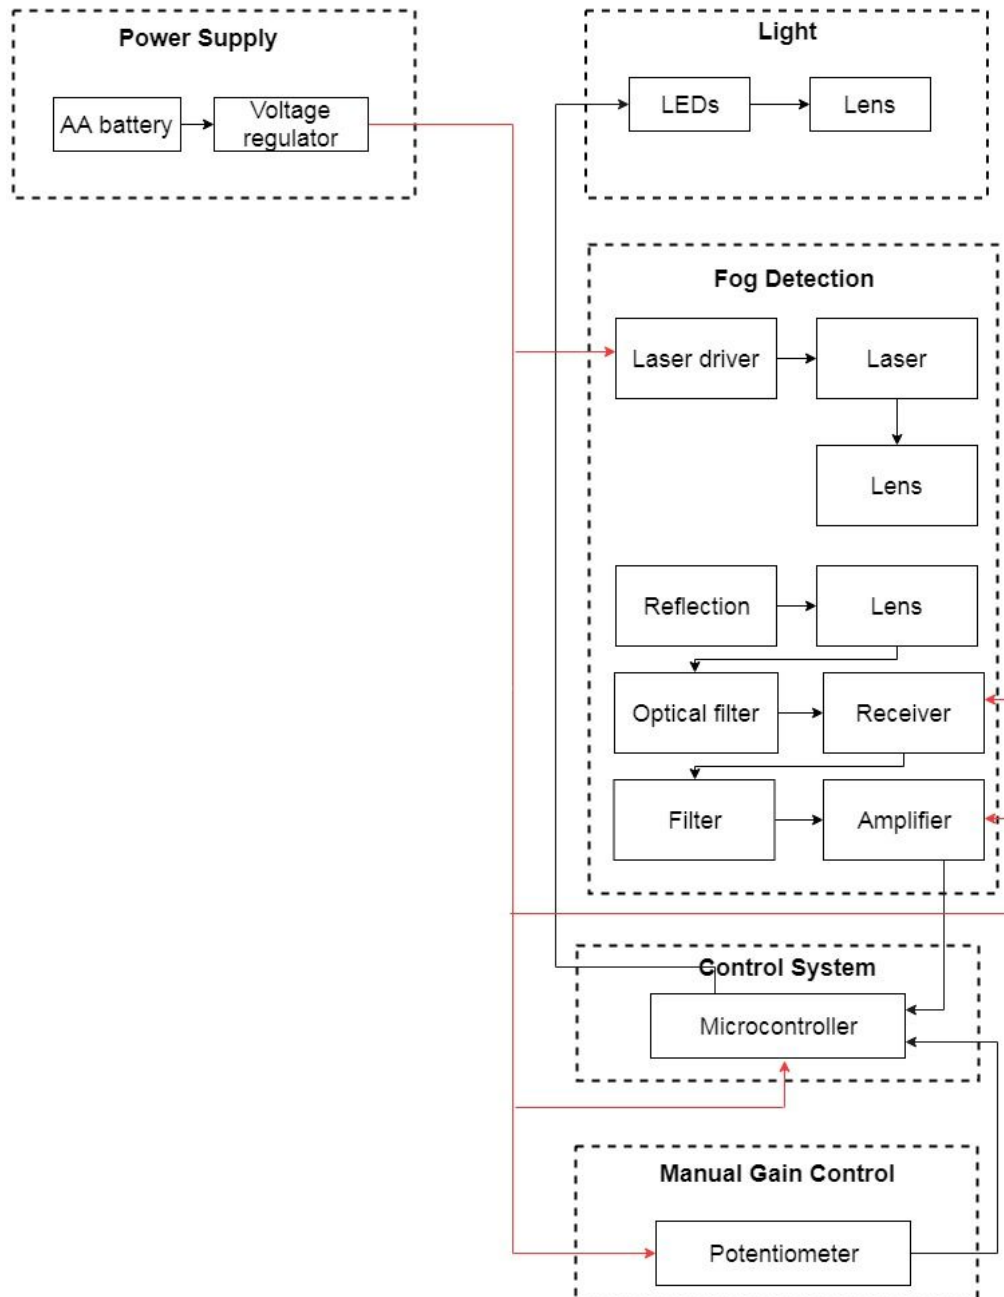 Power Supply
AA battery
Voltage
regulator
Light
LEDs
Lens
Fog Detection
Laser driver
Laser
Lens
Reflection
Lens
Optical filter
Receiver
Filter
Amplifier
Control System
Microcontroller
Manual Gain Control
Potentiometer